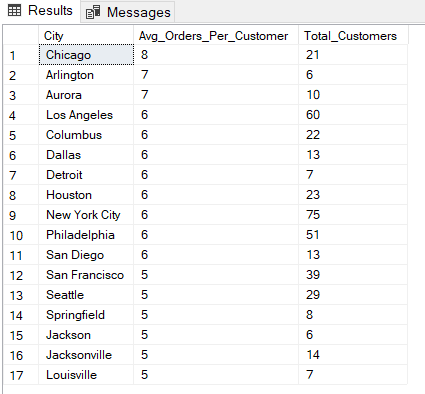 Results Messages
City Avg_Orders_Per_Customer Total_Customers
1 Chicago 8 21
2 Arlington 7 6
3 Aurora 7 10
4 Los Angeles 6 60
5 Columbus 6 22
6 Dallas 6 13
7 Detroit 6 7
8 Houston 6 23
9 New York City 6 75
10 Philadelphia 6 51
11 San Diego 6 13
12 San Francisco 5 39
13 Seattle 5 29
14 Springfield 5 8
15 Jackson 5 6
16 Jacksonville 5 14
17 Louisville 5 7